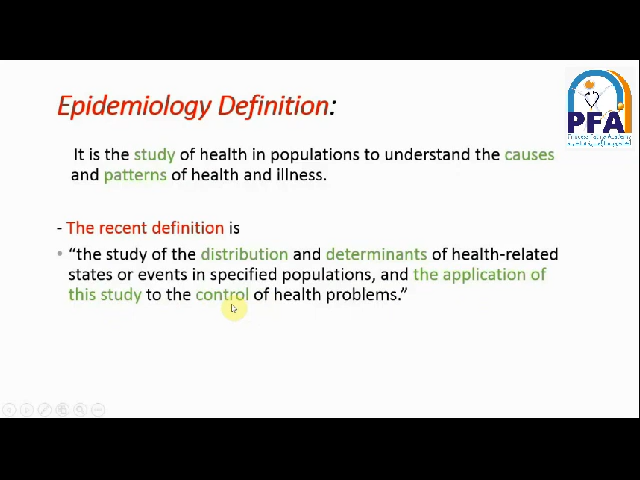 PFA
Epidemiology Definition:
It is the study of health in populations to understand the causes
and patterns of health and illness.
- The recent definition is
• “the study of the distribution and determinants of health-related
states or events in specified populations, and the application of
this study to the control of health problems.”